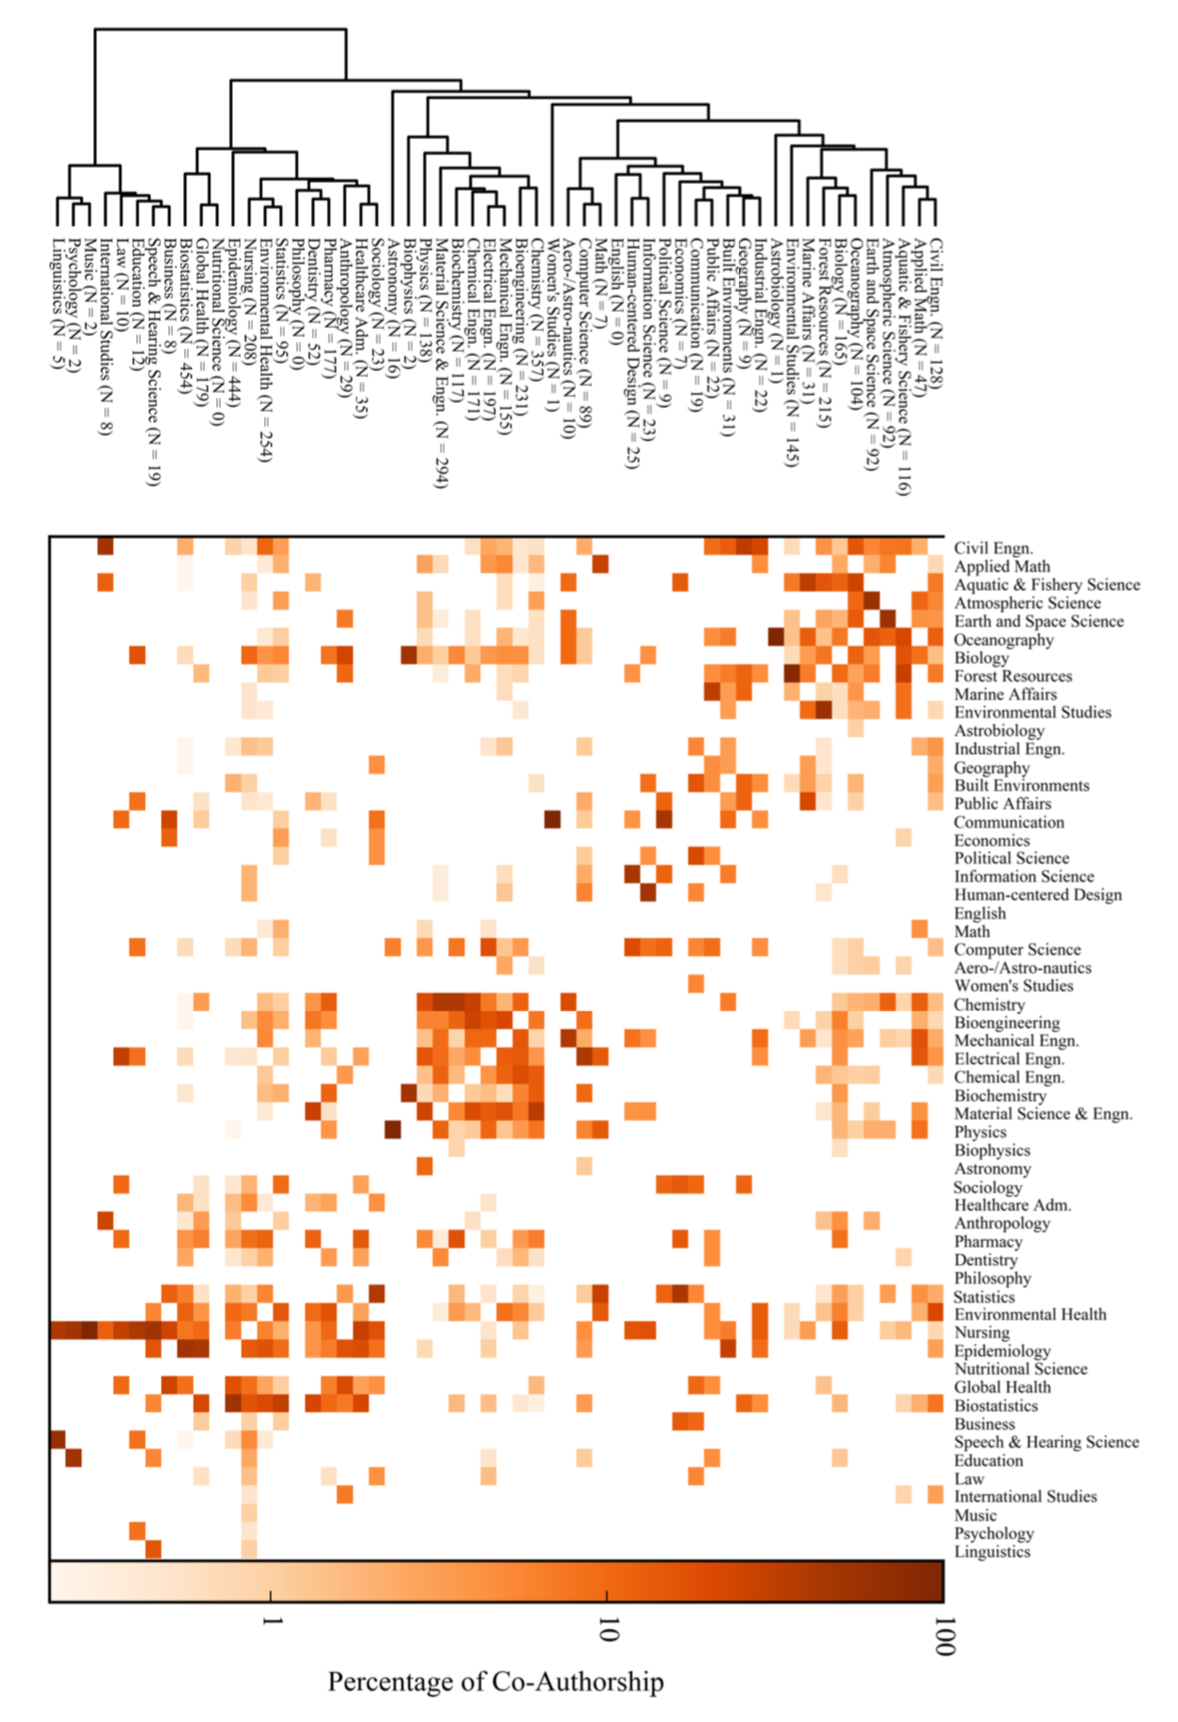 Linguistics (N = 5)
Psychology (N = 2)
Music (N = 2)
International Studies (N = 8)
Law (N = 10)
Education (N = 12)
Speech & Hearing Science (N = 19)
Business (N = 8)
Biostatistics (N = 454)
Global Health (N = 179)
Nutritional Science (N = 0)
Epidemiology (N = 444)
Nursing (N = 208)
Environmental Health (N = 254)
Statistics (N = 95)
Philosophy (N = 0)
Dentistry (N = 52)
Pharmacy (N = 177)
Anthropology (N = 29)
Healthcare Adm. (N = 35)
Sociology (N = 23)
Astronomy (N = 16)
Biophysics (N = 2)
Physics (N = 138)
Material Science & Engn. (N = 294)
Biochemistry (N = 117)
Chemical Engn. (N = 171)
Electrical Engn. (N = 197)
Mechanical Engn. (N = 155)
Bioengineering (N = 231)
Chemistry (N = 357)
Women's Studies (N = 1)
Aero-/Astro-nautics (N = 10)
Computer Science (N = 89)
Math (N = 7)
English (N = 0)
Human-centered Design (N = 25)
Information Science (N = 23)
Political Science (N = 9)
Economics (N = 7)
Communication (N = 19)
Public Affairs (N = 22)
Built Environments (N = 31)
Geography (N = 9)
Industrial Engn. (N = 22)
Astrobiology (N = 1)
Environmental Studies (N = 145)
Marine Affairs (N = 31)
Forest Resources (N = 215)
Biology (N = 165)
Oceanography (N = 104)
Earth and Space Science (N = 92)
Atmospheric Science (N = 92)
Aquatic & Fishery Science (N = 116)
Applied Math (N = 47)
Civil Engn. (N = 128)
Civil Engn.
Applied Math
Aquatic & Fishery Science
Atmospheric Science
Earth and Space Science
Oceanography
Biology
Forest Resources
Marine Affairs
Environmental Studies
Astrobiology
Industrial Engn.
Geography
Built Environments
Public Affairs
Communication
Economics
Political Science
Information Science
Human-centered Design
English
Math
Computer Science
Aero-/Astro-nautics
Women's Studies
Chemistry
Bioengineering
Mechanical Engn.
Electrical Engn.
Chemical Engn.
Biochemistry
Material Science & Engn.
Physics
Biophysics
Astronomy
Sociology
Healthcare Adm.
Anthropology
Pharmacy
Dentistry
Philosophy
Statistics
Environmental Health
Nursing
Epidemiology
Nutritional Science
Global Health
Biostatistics
Business
Speech & Hearing Science
Education
Law
International Studies
Music
Psychology
Linguistics
1
10
100
Percentage of Co-Authorship